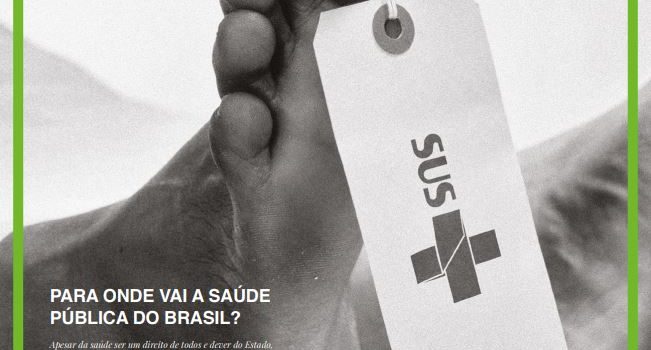 SUS
PARA ONDE VAI A SAÚDE
PÚBLICA DO BRASIL?
Apesar da saúde ser um direito de todos e dever do Estado,